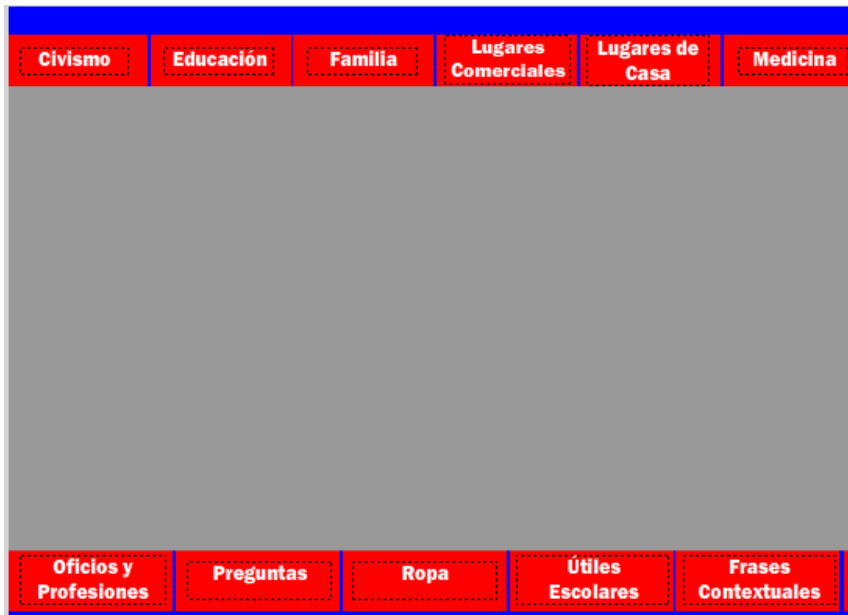 Civismo
Educación
Familia
Lugares
Comerciales
Lugares de
Casa
Medicina
Oficios y
Profesiones
Preguntas
Ropa
Útiles
Escolares
Frases
Contextuales